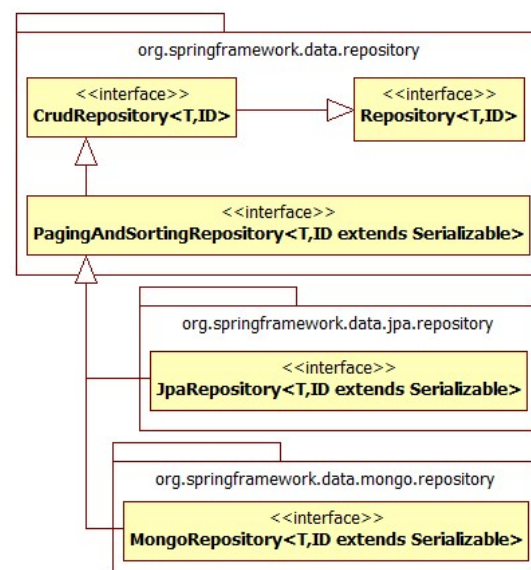 org.springframework.data.repository
<<interface>>
CrudRepository<T,ID>
<<interface>>
Repository<T,ID>
<<interface>>
PagingAndSortingRepository<T,ID extends Serializable>
org.springframework.data.jpa.repository
<<interface>>
JpaRepository<T,ID extends Serializable>
org.springframework.data.mongo.repository
<<interface>>
MongoRepository<T,ID extends Serializable>